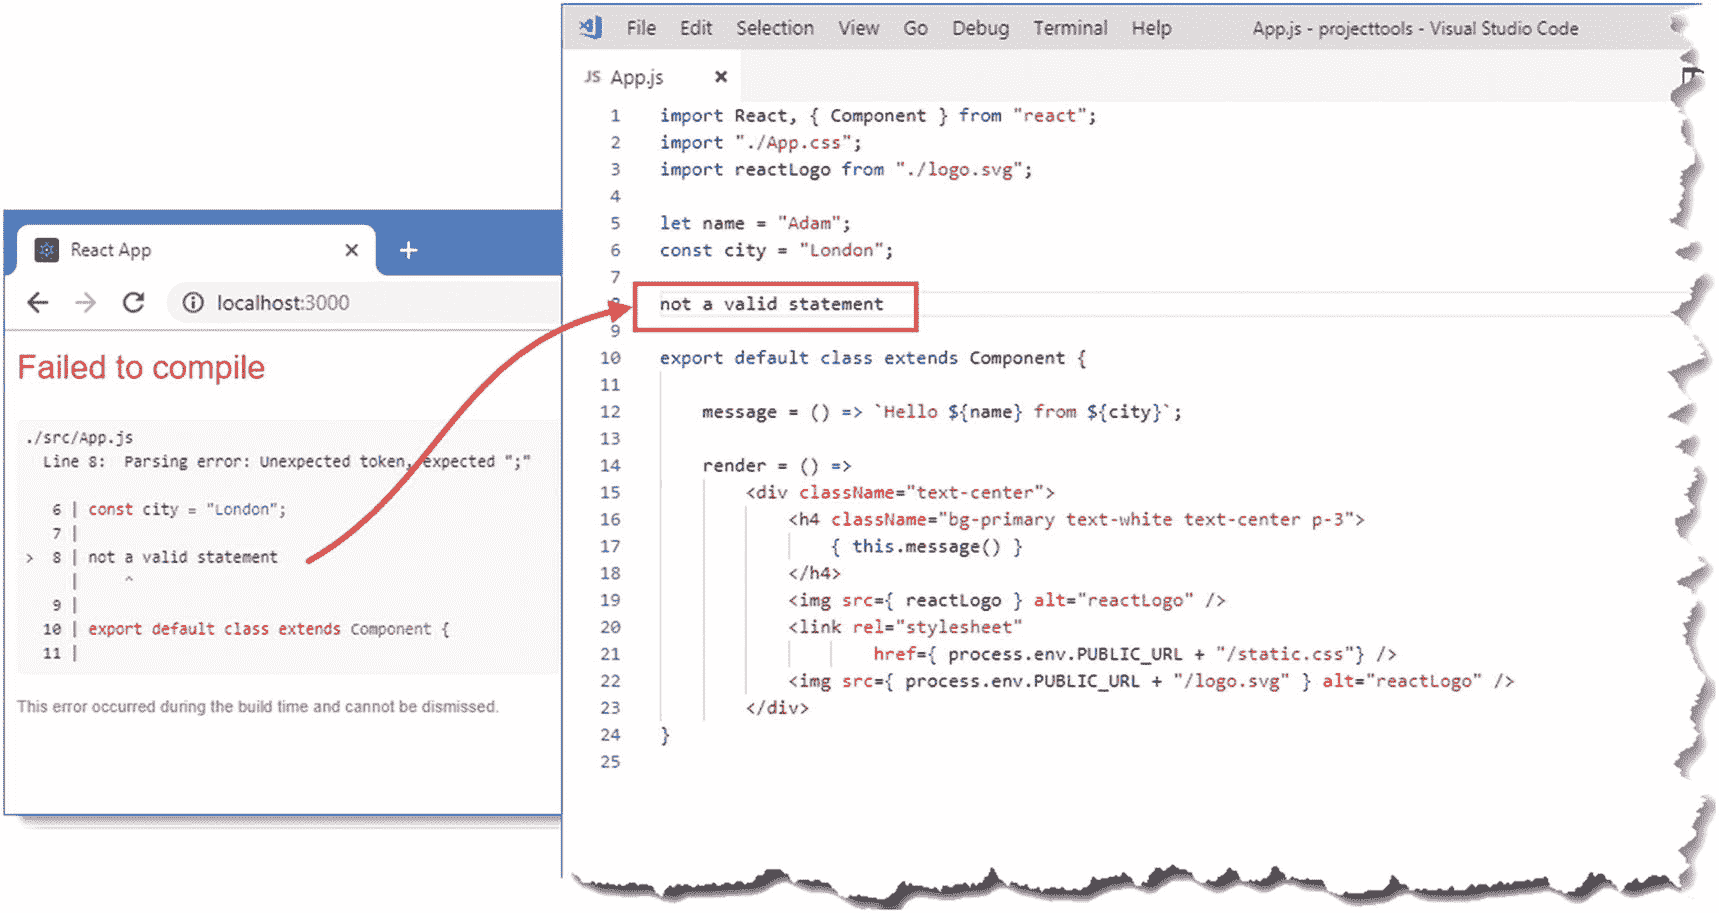 React App
localhost:3000
Failed to compile
./src/App.js
Line 8:  Parsing error: Unexpected token, expected ";"
6 | const city = "London";
7 |
> 8 | not a valid statement
| ^
9 |
10 | export default class extends Component {
11 |
This error occurred during the build time and cannot be dismissed.
File Edit Selection View Go Debug Terminal Help App.js - projecttools - Visual Studio Code
JS App.js
1 import React, { Component } from "react";
2 import "./App.css";
3 import reactLogo from "./logo.svg";
4
5 let name = "Adam";
6 const city = "London";
7
8 not a valid statement
9
10 export default class extends Component {
11
12 message = () => `Hello ${name} from ${city}`;
13
14 render = () =>
15 <div className="text-center">
16 <h4 className="bg-primary text-white text-center p-3">
17 { this.message() }
18 </h4>
19 <img src={ reactLogo } alt="reactLogo" />
20 <link rel="stylesheet"
21 href={ process.env.PUBLIC_URL + "/static.css"} />
22 <img src={ process.env.PUBLIC_URL + "/logo.svg" } alt="reactLogo" />
23 </div>
24 }
25